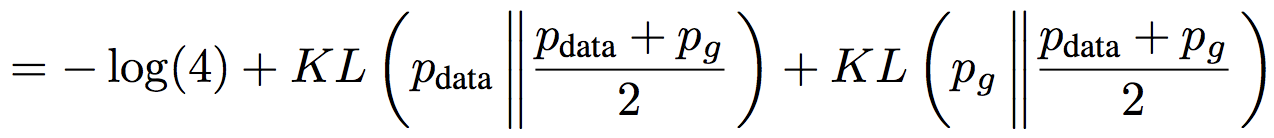 = − log(4) + KL ( p_data ‖ (p_data + p_g) / 2 ) + KL ( p_g ‖ (p_data + p_g) / 2 )